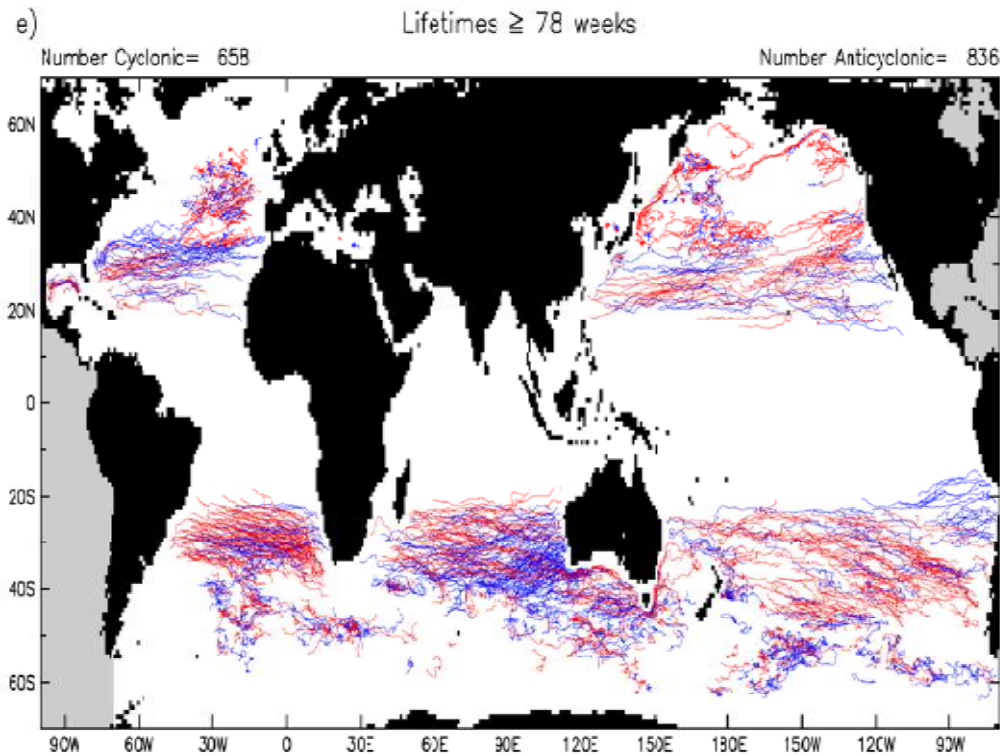 e)
Lifetimes ≧ 78 weeks
Number Cyclonic= 658
Number Anticyclonic= 836
60N
40N
20N
0
20S
40S
60S
90W 60W 30W 0 30E 60E 90E 120E 150E 180E 150W 120W 90W